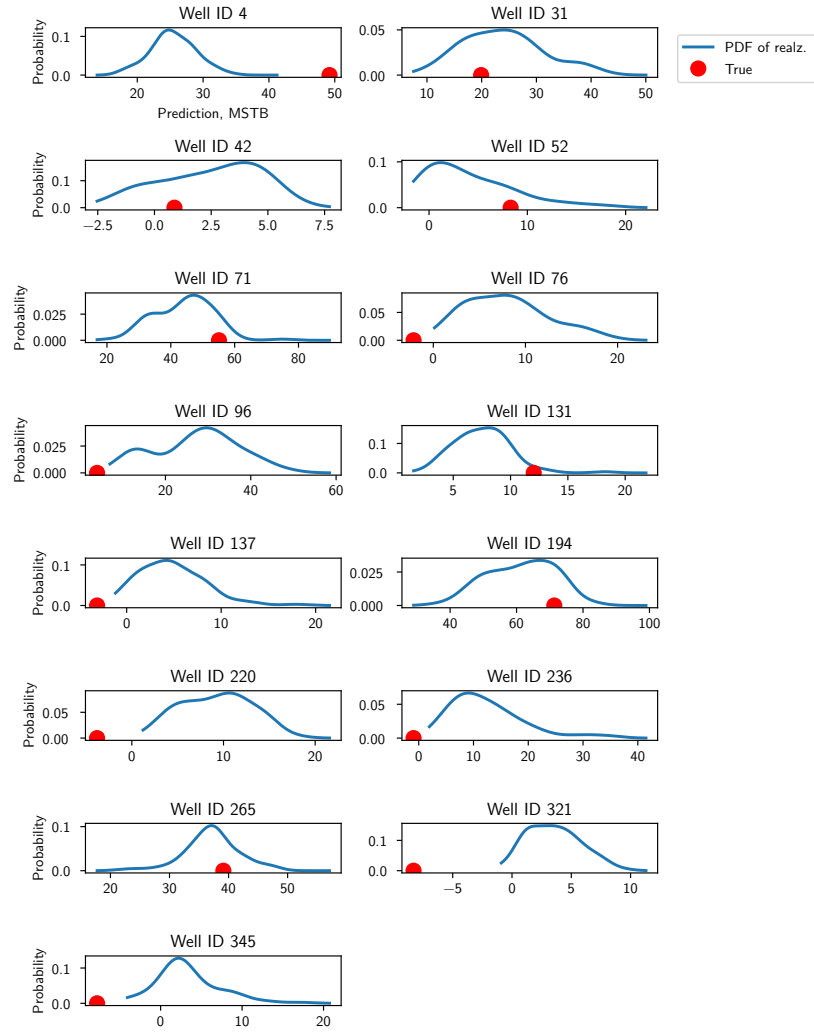 Well ID 4
Probability
0.1
0.0
20 30 40 50
Prediction, MSTB
Well ID 31
0.05
0.00
10 20 30 40 50
PDF of realz.
True
Well ID 42
Probability
0.1
0.0
−2.5 0.0 2.5 5.0 7.5
Well ID 52
0.1
0.0
0 10 20
Well ID 71
Probability
0.025
0.000
20 40 60 80
Well ID 76
0.05
0.00
0 10 20
Well ID 96
Probability
0.025
0.000
20 40 60
Well ID 131
0.1
0.0
5 10 15 20
Well ID 137
Probability
0.1
0.0
0 10 20
Well ID 194
0.025
0.000
40 60 80 100
Well ID 220
Probability
0.05
0.00
0 10 20
Well ID 236
0.05
0.00
0 10 20 30 40
Well ID 265
Probability
0.1
0.0
20 30 40 50
Well ID 321
0.1
0.0
−5 0 5 10
Well ID 345
Probability
0.1
0.0
0 10 20